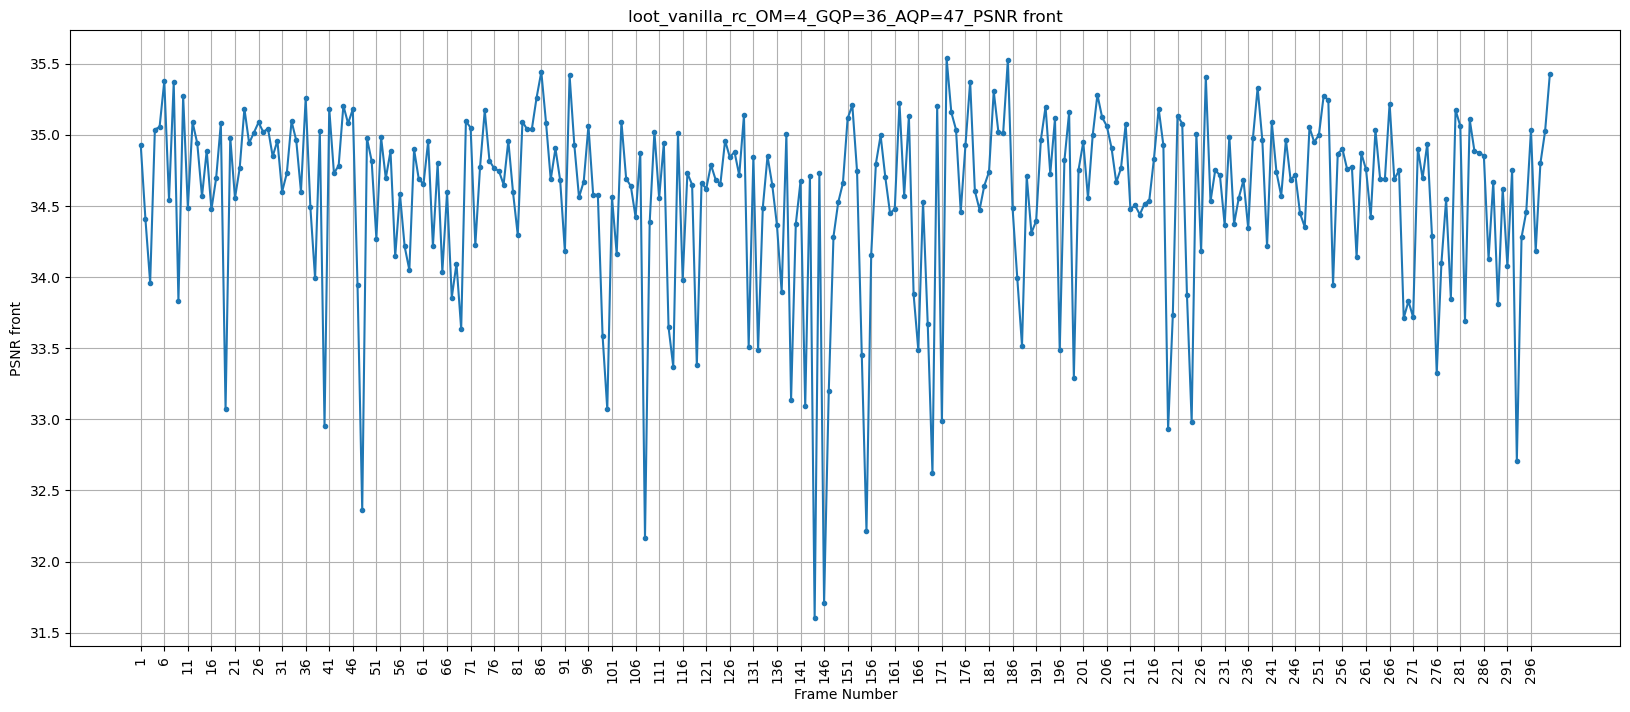 loot_vanilla_rc_OM=4_GQP=36_AQP=47_PSNR front
PSNR front
35.5
35.0
34.5
34.0
33.5
33.0
32.5
32.0
31.5
1 6 11 16 21 26 31 36 41 46 51 56 61 66 71 76 81 86 91 96 101 106 111 116 121 126 131 136 141 146 151 156 161 166 171 176 181 186 191 196 201 206 211 216 221 226 231 236 241 246 251 256 261 266 271 276 281 286 291 296
Frame Number